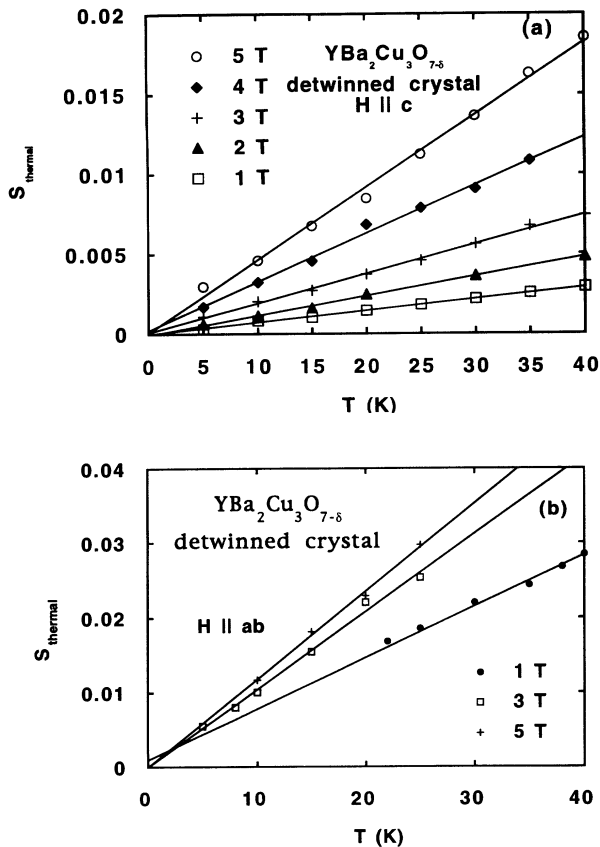 0.02
(a)
5 T
YBa2Cu3O7-δ
4 T
detwinned crystal
0.015
3 T
H || c
2 T
0.01
1 T
S thermal
0.005
0
0 5 10 15 20 25 30 35 40
T (K)
0.04
YBa2Cu3O7-δ
(b)
detwinned crystal
0.03
H || ab
0.02
S thermal
1 T
3 T
0.01
5 T
0
0 10 20 30 40
T (K)